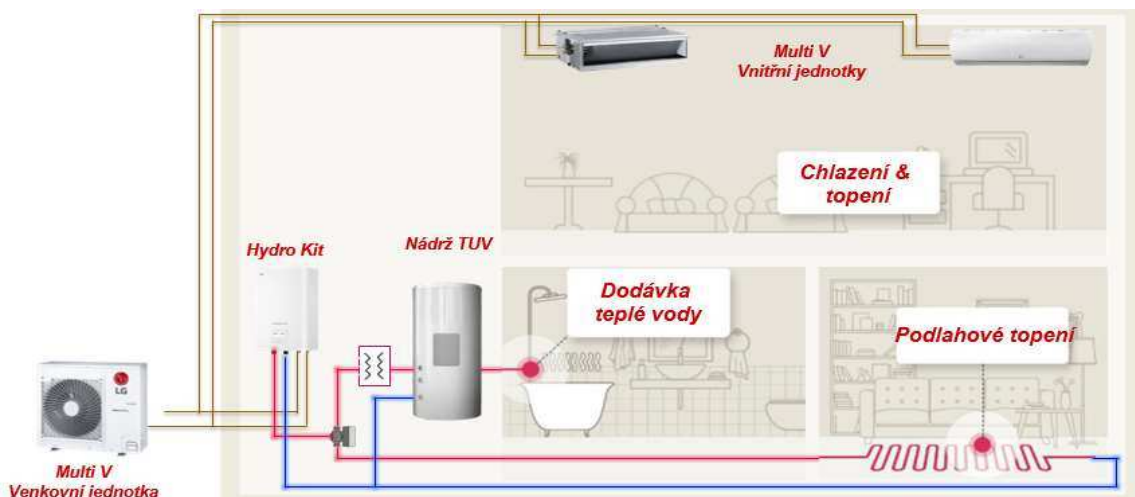 Multi V
Vnitřní jednotky
Chlazení &
topení
Hydro Kit
Nádrž TUV
Dodávka
teplé vody
Podlahové topení
LG
Multi V
Venkovní jednotka